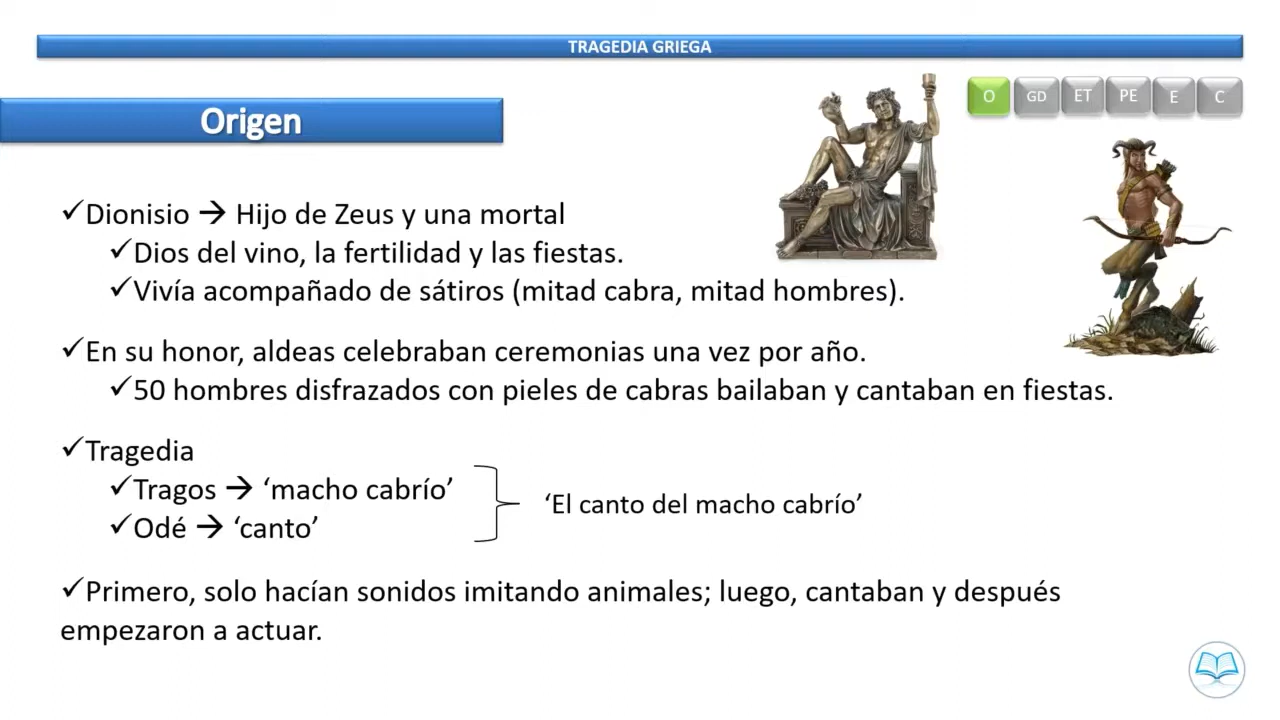 TRAGEDIA GRIEGA
O GD ET PE E C
Origen
✓Dionisio → Hijo de Zeus y una mortal
✓Dios del vino, la fertilidad y las fiestas.
✓Vivía acompañado de sátiros (mitad cabra, mitad hombres).
✓En su honor, aldeas celebraban ceremonias una vez por año.
✓50 hombres disfrazados con pieles de cabras bailaban y cantaban en fiestas.
✓Tragedia
✓Tragos → ‘macho cabrío’
✓Odé → ‘canto’
‘El canto del macho cabrío’
✓Primero, solo hacían sonidos imitando animales; luego, cantaban y después
empezaron a actuar.